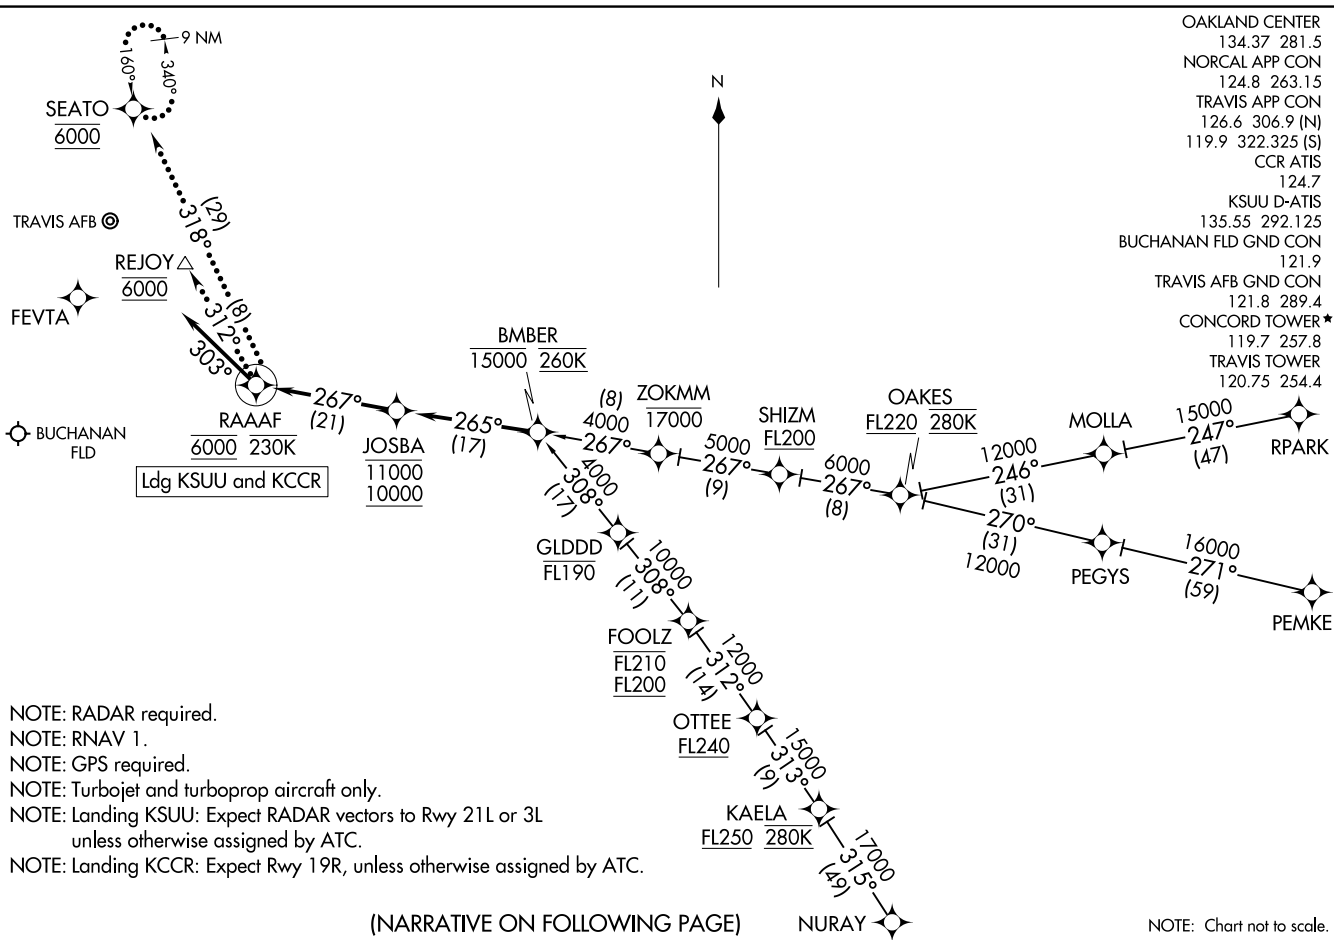 OAKLAND CENTER
134.37 281.5
NORCAL APP CON
124.8 263.15
TRAVIS APP CON
126.6 306.9 (N)
119.9 322.325 (S)
CCR ATIS
124.7
KSUU D-ATIS
135.55 292.125
BUCHANAN FLD GND CON
121.9
TRAVIS AFB GND CON
121.8 289.4
CONCORD TOWER★
119.7 257.8
TRAVIS TOWER
120.75 254.4
9 NM
160°
340°
SEATO
6000
N
(29)
318°
TRAVIS AFB
REJOY
6000
FEVTA
(8)
312°
303°
BUCHANAN
FLD
RAAAF
6000 230K
Ldg KSUU and KCCR
267°
(21)
JOSBA
11000
10000
265°
(17)
BMBER
15000 260K
(8)
4000
267°
ZOKMM
17000
5000
267°
(9)
SHIZM
FL200
6000
267°
(8)
OAKES
FL220 280K
12000
246°
(31)
MOLLA
15000
247°
(47)
RPARK
270°
(31)
12000
PEGYS
16000
271°
(59)
PEMKE
4000
308°
(17)
GLDDD
FL190
10000
308°
(11)
FOOLZ
FL210
FL200
12000
312°
(14)
OTTEE
FL240
15000
313°
(9)
KAELA
FL250 280K
17000
315°
(49)
NURAY
NOTE: RADAR required.
NOTE: RNAV 1.
NOTE: GPS required.
NOTE: Turbojet and turboprop aircraft only.
NOTE: Landing KSUU: Expect RADAR vectors to Rwy 21L or 3L
unless otherwise assigned by ATC.
NOTE: Landing KCCR: Expect Rwy 19R, unless otherwise assigned by ATC.
(NARRATIVE ON FOLLOWING PAGE)
NOTE: Chart not to scale.